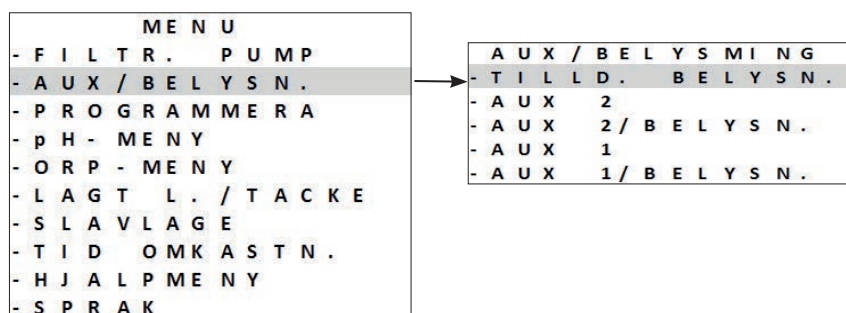 MENU
- FILTR. PUMP
- AUX/BELYSN.
- PROGRAMMERA
- pH- MENY
- ORP-MENY
- LAGT L./TACKE
- SLAVLAGE
- TID OMKASTN.
- HJALPMENY
- SPRAK
AUX/BELYSMING
- TILLD. BELYSN.
- AUX 2
- AUX 2/BELYSN.
- AUX 1
- AUX 1/BELYSN.